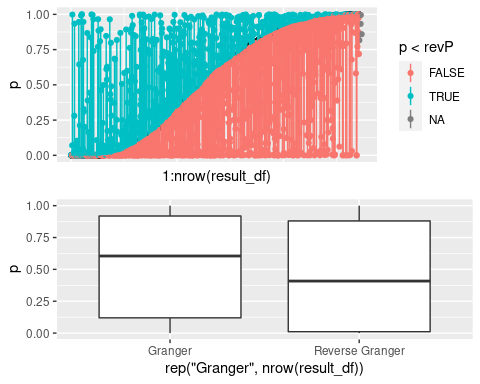 1.00
0.75
0.50
0.25
0.00
p
1:nrow(result_df)
p < revP
FALSE
TRUE
NA
1.00
0.75
0.50
0.25
0.00
p
Granger Reverse Granger
rep("Granger", nrow(result_df))